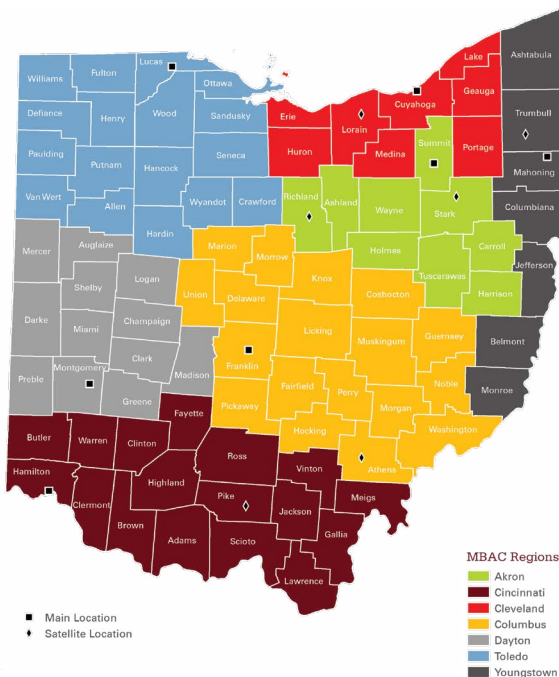 Ashtabula
Lake
Lucas
Fulton
Williams
Ottawa
Geauga
Cuyahoga
Trumbull
Defiance
Wood
Henry
Sandusky
Erie
Lorain
Summit
Portage
Mahoning
Paulding
Putnam
Hancock
Seneca
Huron
Medina
Van Wert
Allen
Wyandot
Crawford
Richland
Ashland
Wayne
Stark
Columbiana
Hardin
Mercer
Auglaize
Marion
Morrow
Holmes
Carroll
Tuscarawas
Jefferson
Harrison
Logan
Shelby
Union
Delaware
Knox
Coshocton
Darke
Miami
Champaign
Licking
Muskingum
Guernsey
Belmont
Clark
Franklin
Preble
Montgomery
Madison
Fairfield
Perry
Noble
Monroe
Greene
Fayette
Pickaway
Morgan
Hocking
Washington
Butler
Warren
Clinton
Ross
Vinton
Athens
Hamilton
Clermont
Highland
Pike
Jackson
Meigs
Brown
Adams
Scioto
Gallia
Lawrence
MBAC Regions
Akron
Cincinnati
Cleveland
Columbus
Dayton
Toledo
Youngstown
Main Location
Satellite Location